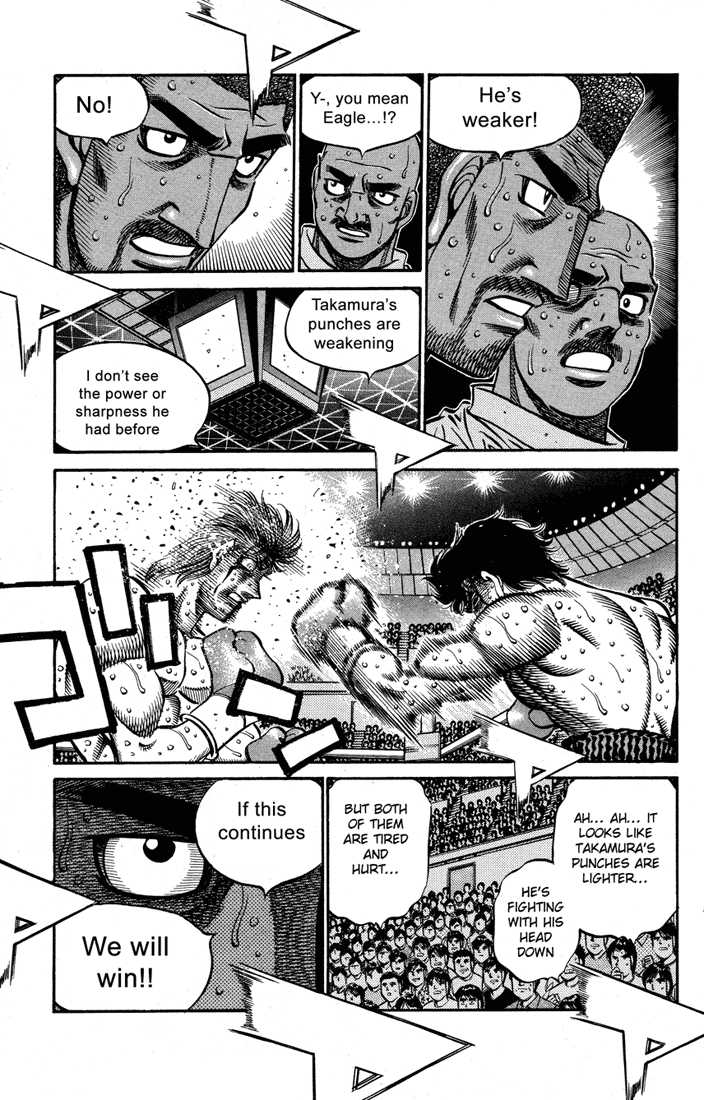 He's
weaker!
Y-, you mean
Eagle...!?
No!
Takamura's
punches are
weakening
I don't see
the power or
sharpness he
had before
AH... AH... IT
LOOKS LIKE
TAKAMURA'S
PUNCHES ARE
LIGHTER...
HE'S
FIGHTING
WITH HIS
HEAD
DOWN
BUT BOTH
OF THEM
ARE TIRED
AND
HURT...
If this
continues
We will
win!!